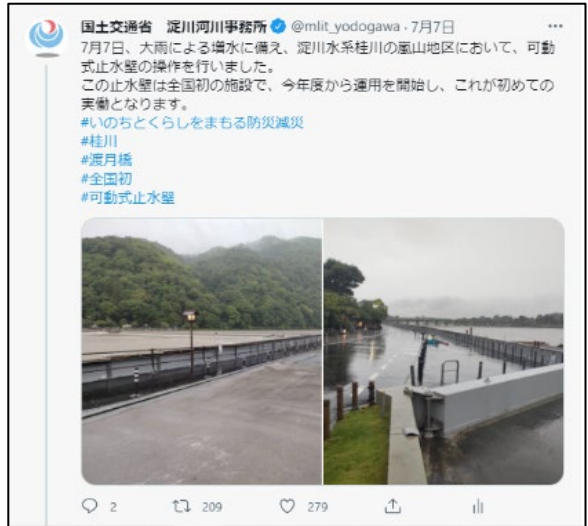 国土交通省　淀川河川事務所 @mlit_yodogawa · 7月7日
7月7日、大雨による増水に備え、淀川水系桂川の嵐山地区において、可動
式止水壁の操作を行いました。
この止水壁は全国初の施設で、今年度から運用を開始し、これが初めての
実働となります。
#いのちとくらしをまもる防災減災
#桂川
#渡月橋
#全国初
#可動式止水壁
2 209 279